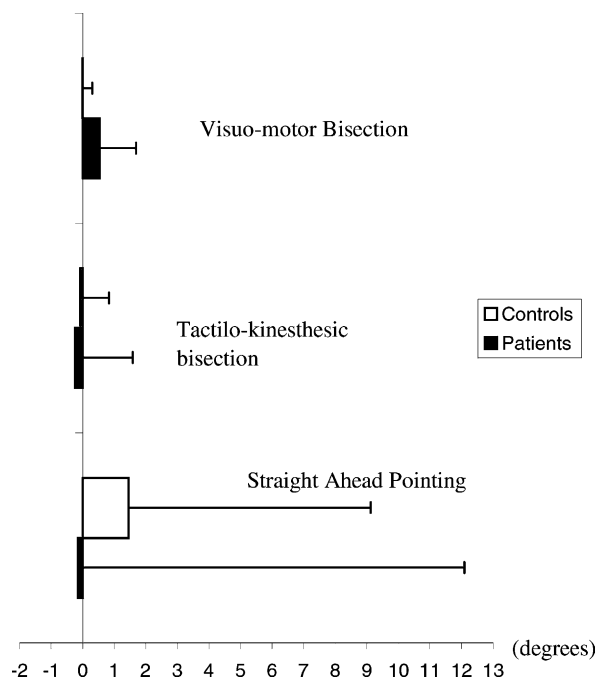 Visuo-motor Bisection
Controls
Patients
Tactilo-kinesthesic
bisection
Straight Ahead Pointing
(degrees)
-2 -1 0 1 2 3 4 5 6 7 8 9 10 11 12 13